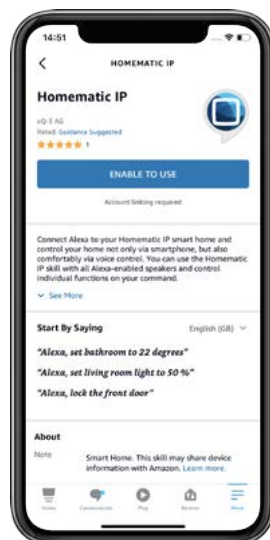 14:51
HOMEMATIC IP
Homematic IP
eQ-3 AG
Rated: Guidance Suggested
1
ENABLE TO USE
Account linking required
Connect Alexa to your Homematic IP smart home and
control your home not only via smartphone, but also
comfortably via voice control. You can use the Homematic
IP skill with all Alexa-enabled speakers and control
individual functions on your command.
See More
Start By Saying English (GB)
"Alexa, set bathroom to 22 degrees"
"Alexa, set living room light to 50 %"
"Alexa, lock the front door"
About
Note Smart Home. This skill may share device
information with Amazon. Learn more.
Home Communicate Play Devices More